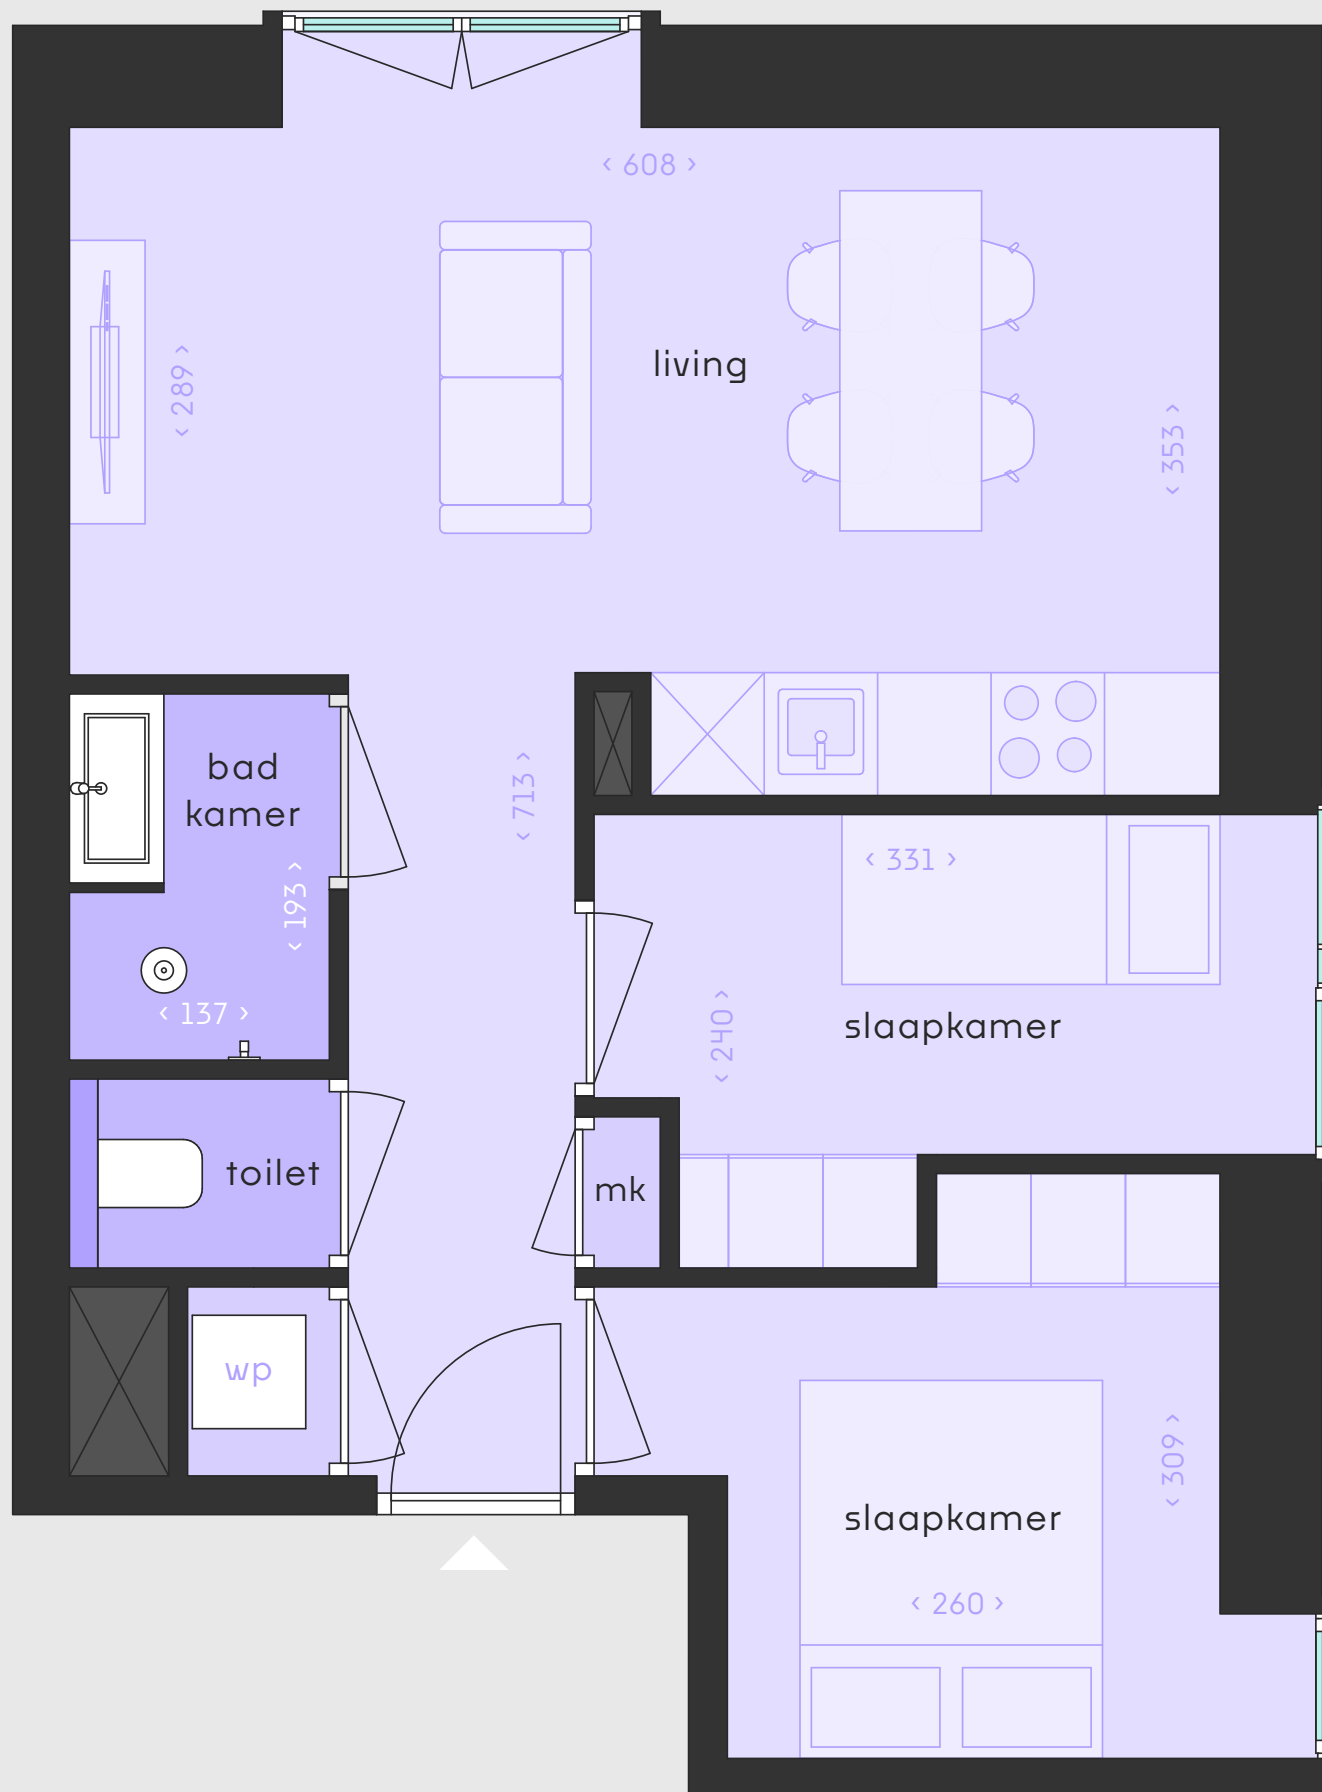 ‹ 608 ›
living
‹ 289 ›
‹ 353 ›
bad
kamer
‹ 713 ›
‹ 331 ›
‹ 193 ›
‹ 137 ›
‹ 240 ›
slaapkamer
toilet
mk
wp
‹ 309 ›
slaapkamer
‹ 260 ›